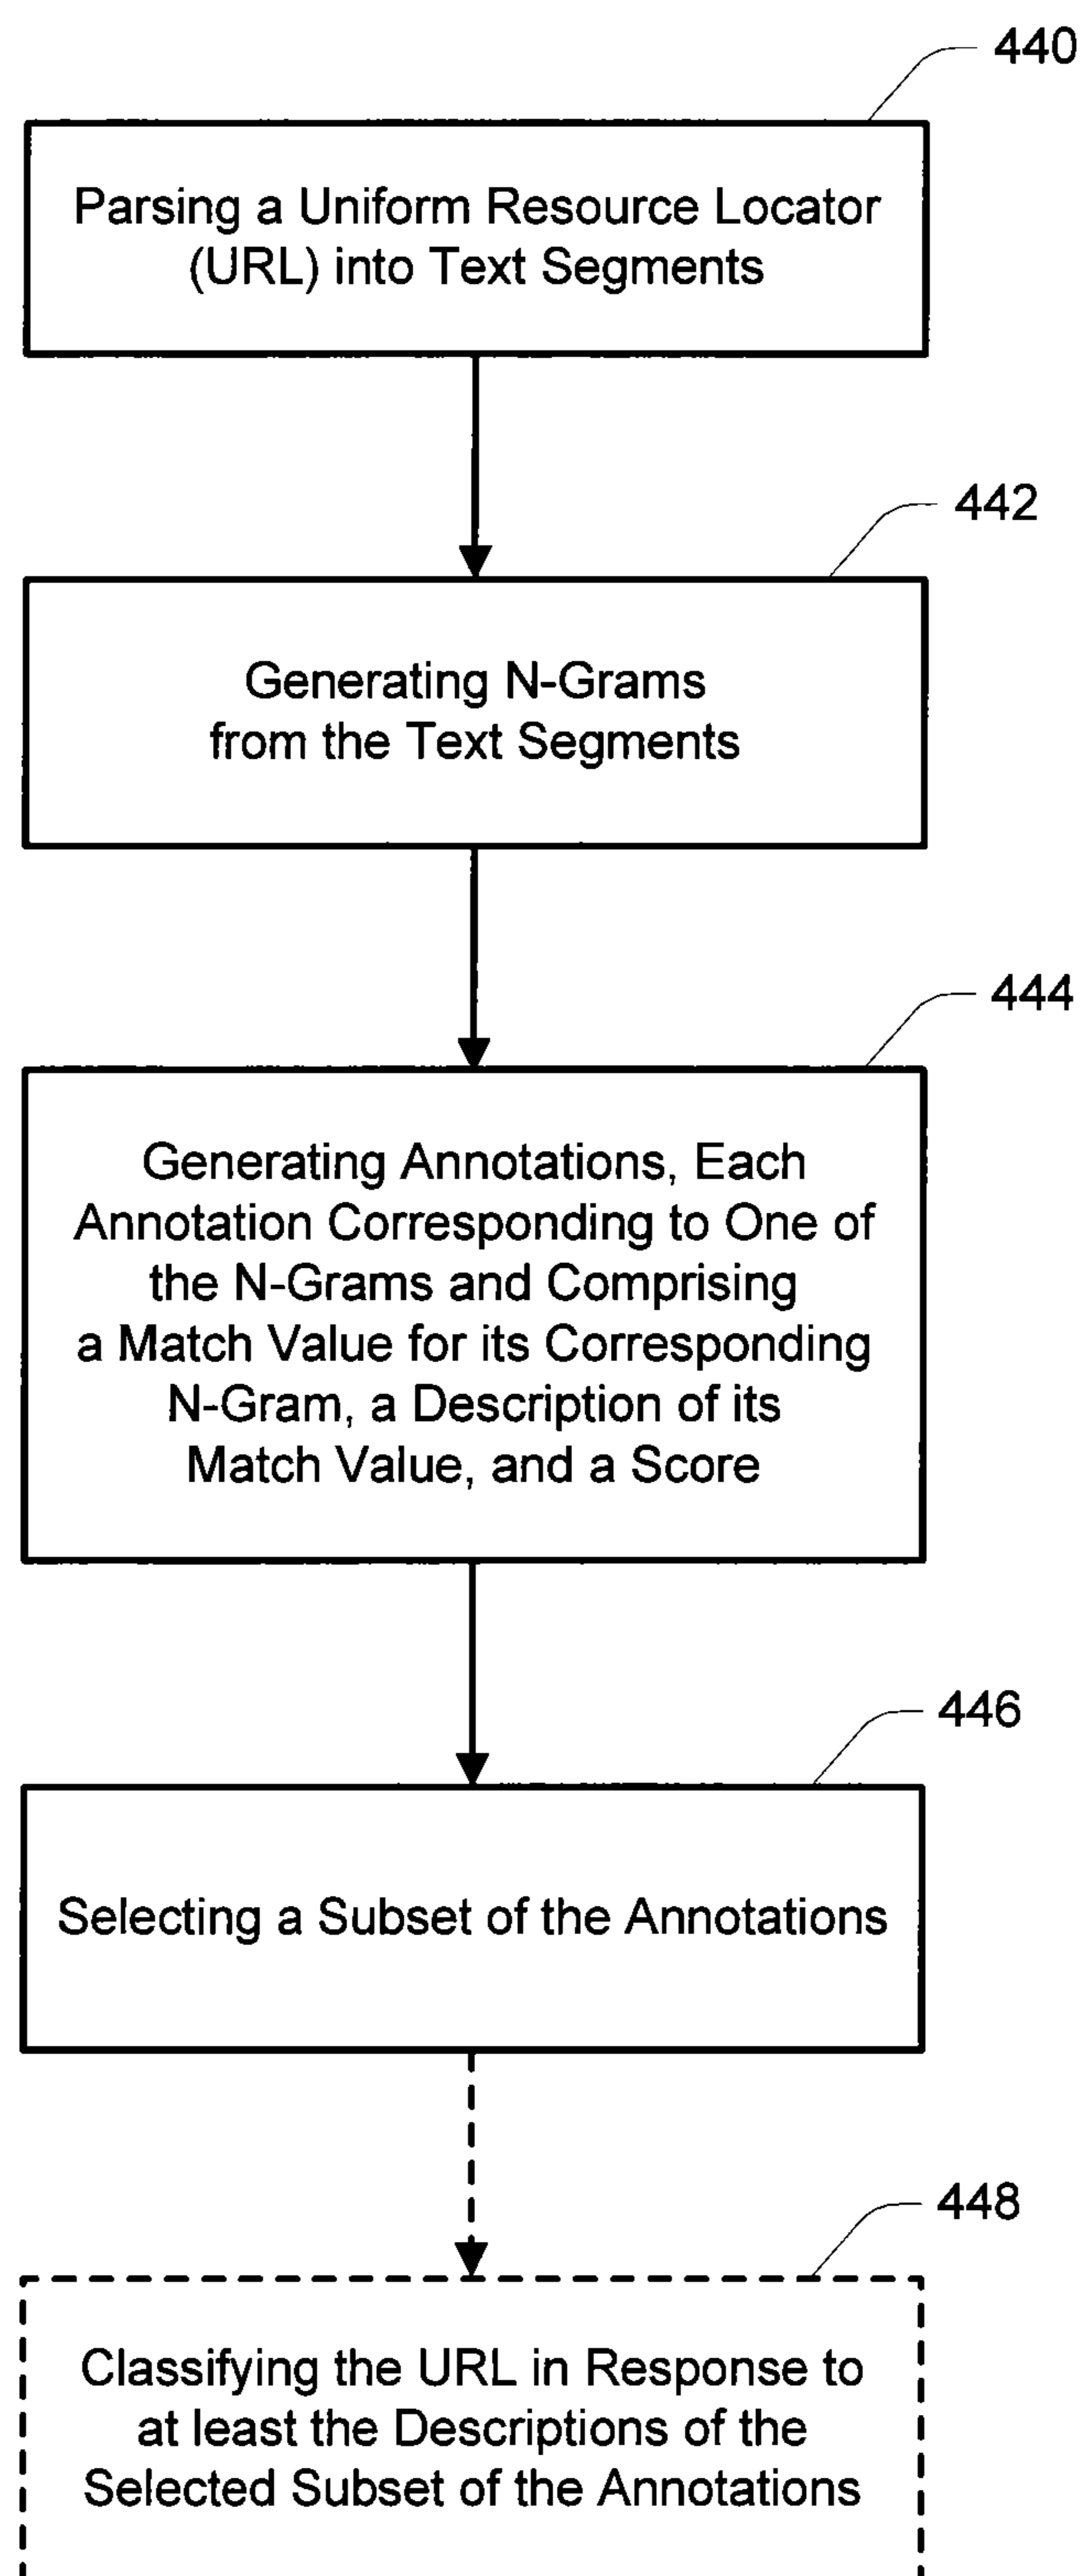 440
Parsing a Uniform Resource Locator
(URL) into Text Segments
442
Generating N-Grams
from the Text Segments
444
Generating Annotations, Each
Annotation Corresponding to One of
the N-Grams and Comprising
a Match Value for its Corresponding
N-Gram, a Description of its
Match Value, and a Score
446
Selecting a Subset of the Annotations
448
Classifying the URL in Response to
at least the Descriptions of the
Selected Subset of the Annotations